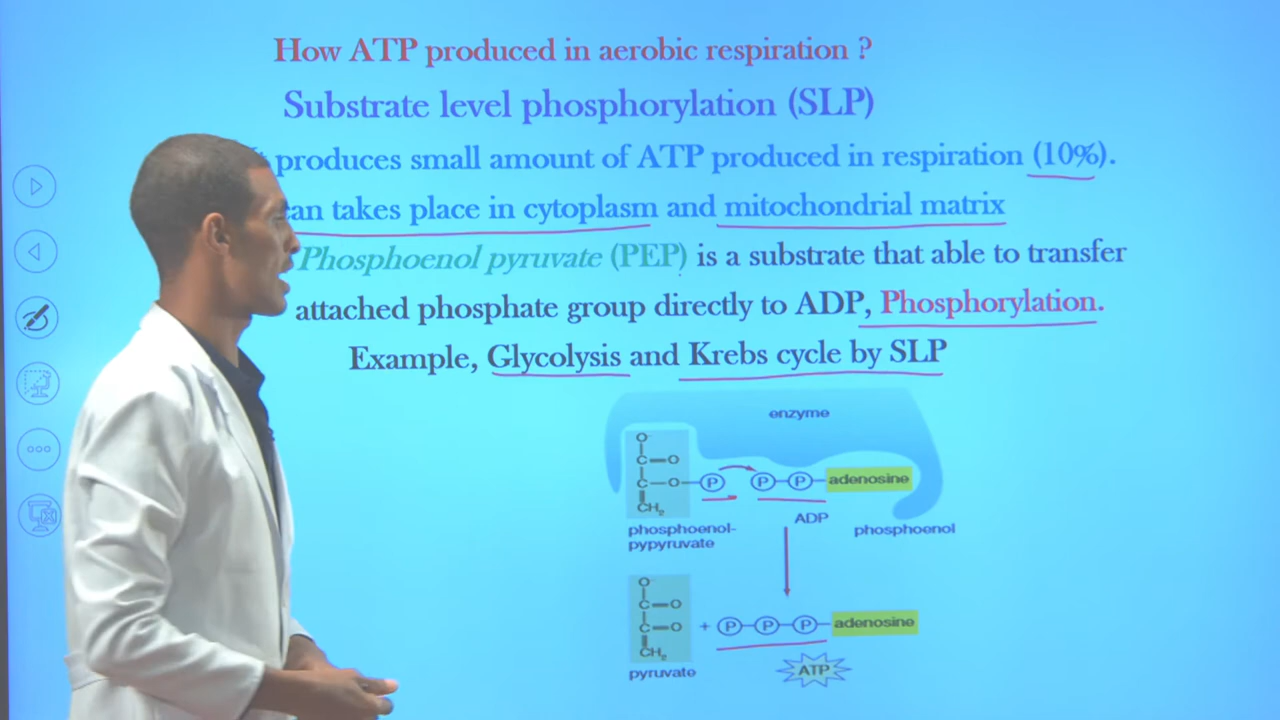 How ATP produced in aerobic respiration ?
Substrate level phosphorylation (SLP)
produces small amount of ATP produced in respiration (10%).
an takes place in cytoplasm and mitochondrial matrix
Phosphoenol pyruvate (PEP) is a substrate that able to transfer
attached phosphate group directly to ADP, Phosphorylation.
Example, Glycolysis and Krebs cycle by SLP
enzyme
O-
C=O
C-O-P P-P-adenosine
CH2
ADP
phosphoenol-
pypyruvate
phosphoenol
O-
C=O
C=O + P-P-P-adenosine
CH2
pyruvate
ATP